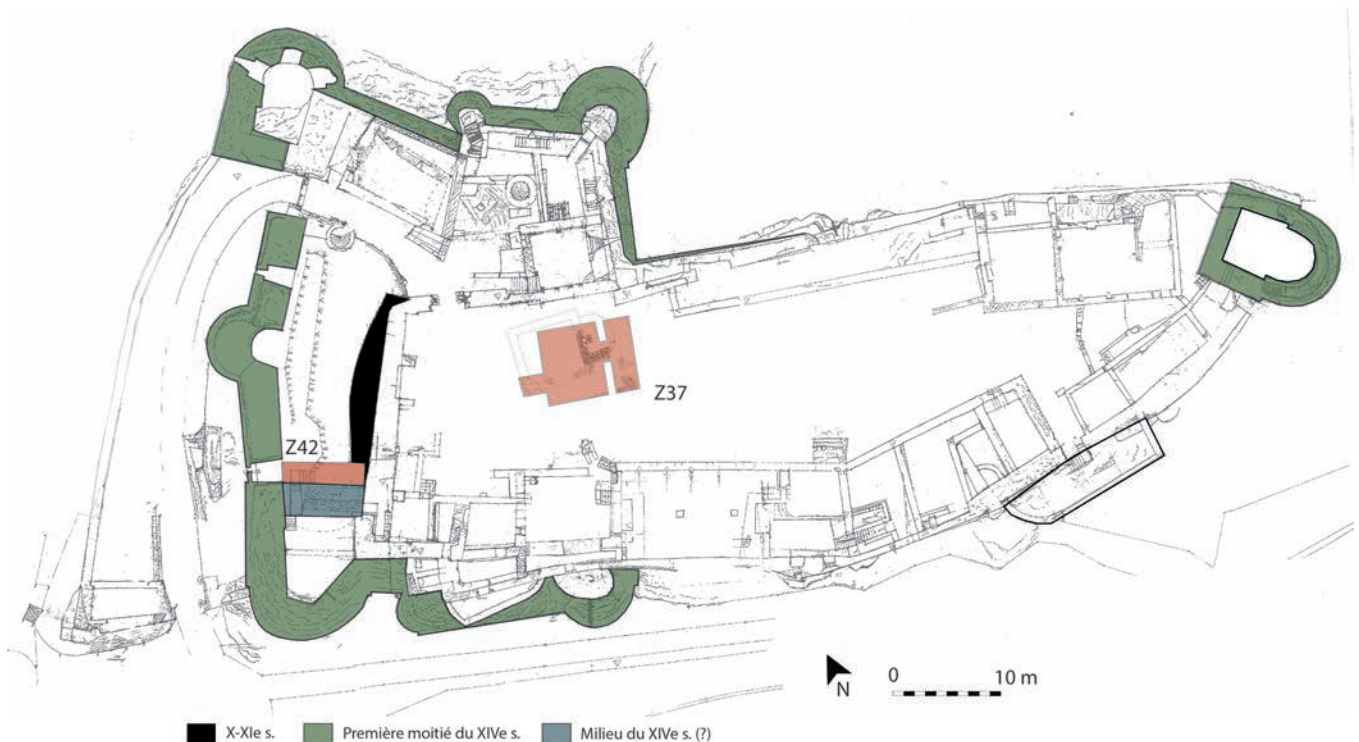 Z37
Z42
N
0 10 m
X-XIe s. Première moitié du XIVe s. Milieu du XIVe s. (?)